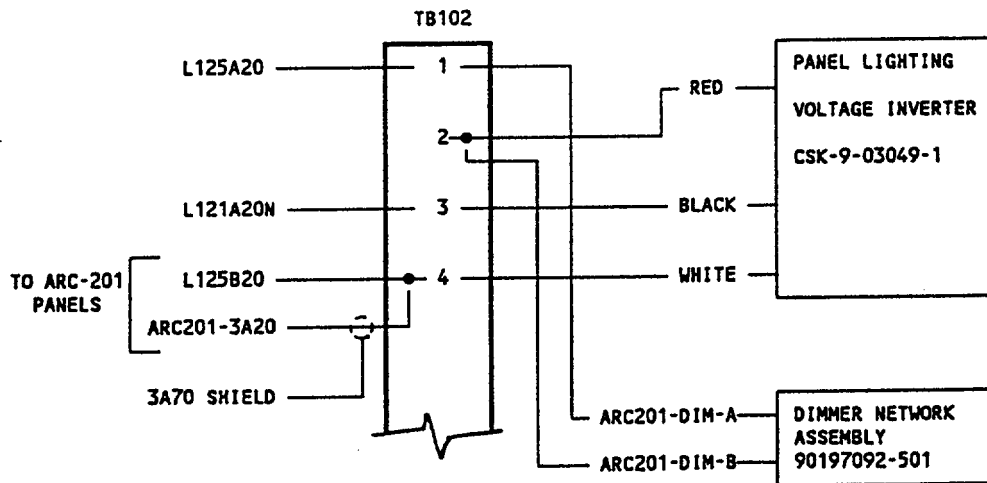 TB102
L125A20
1
RED
PANEL LIGHTING
VOLTAGE INVERTER
CSK-9-03049-1
2
L121A20N
3
BLACK
TO ARC-201
PANELS
L125B20
4
WHITE
ARC201-3A20
3A70 SHIELD
ARC201-DIM-A
ARC201-DIM-B
DIMMER NETWORK
ASSEMBLY
90197092-501